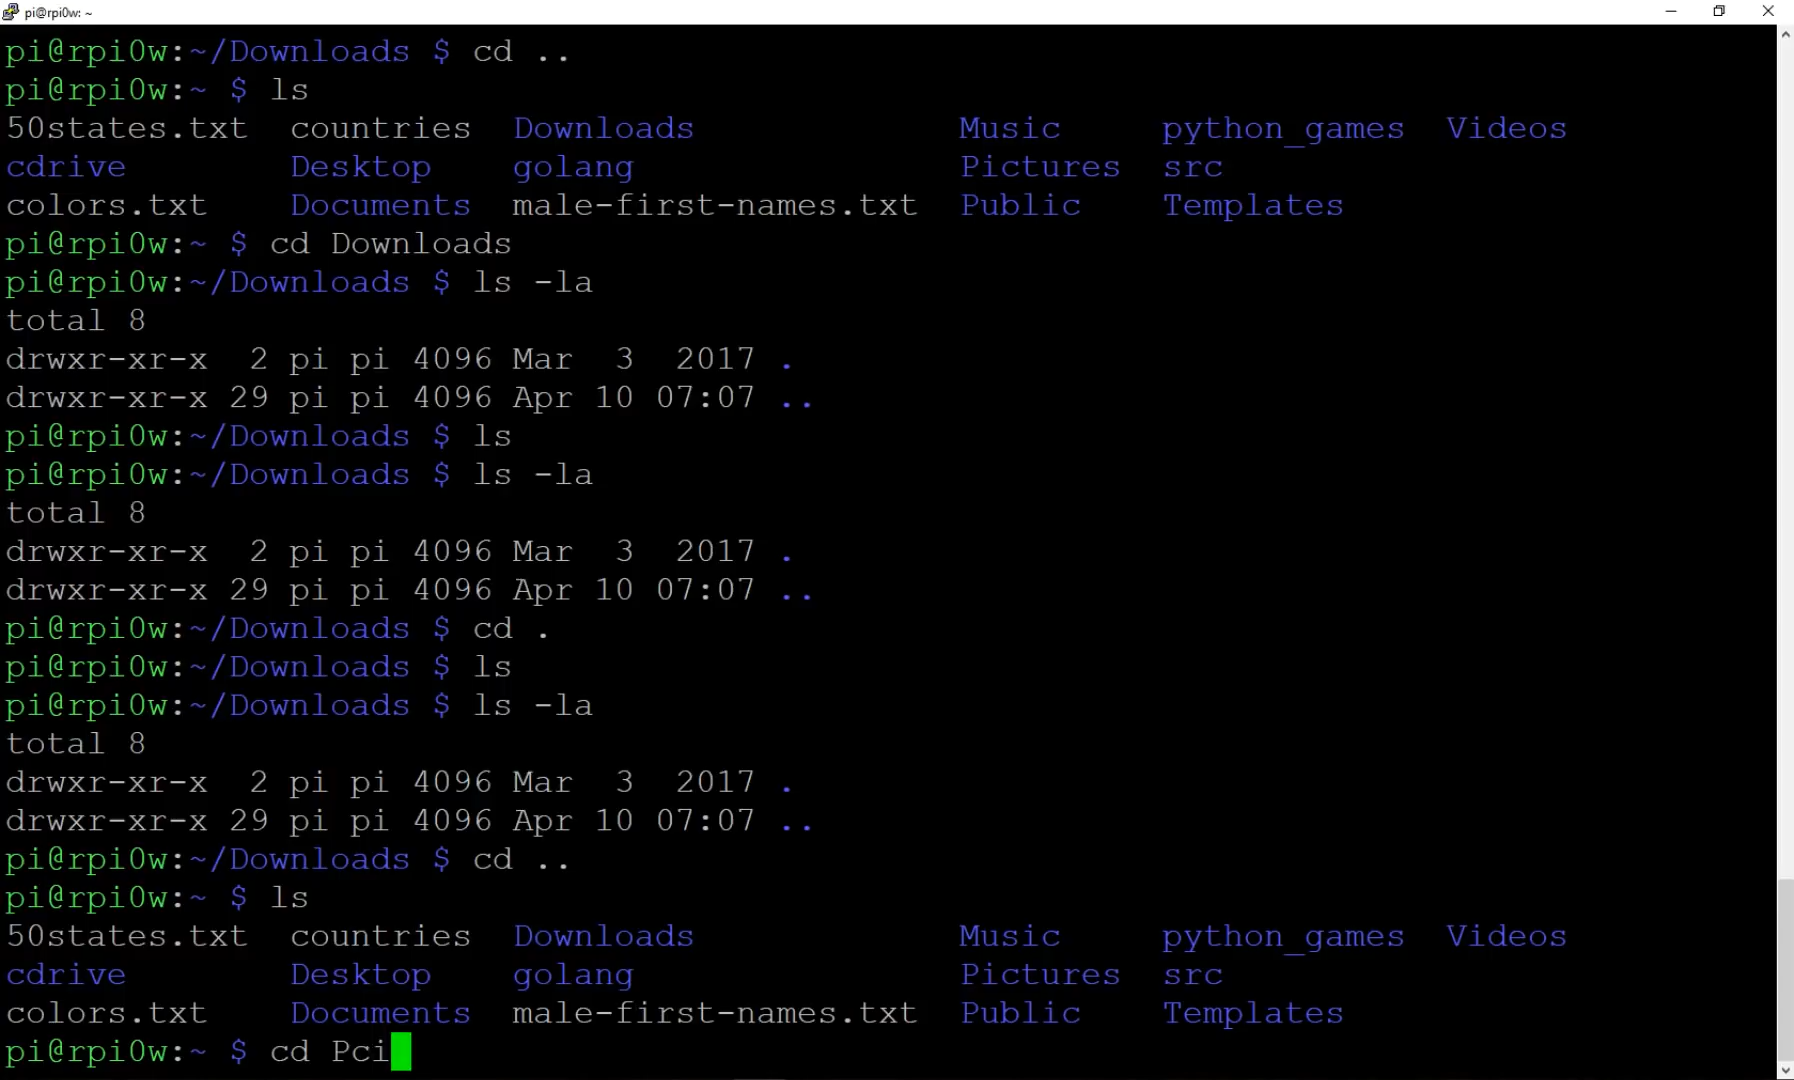 pi@rpi0w: ~
pi@rpi0w:~/Downloads $ cd ..
pi@rpi0w:~ $ ls
50states.txt  countries  Downloads             Music     python_games  Videos
cdrive        Desktop    golang                Pictures  src
colors.txt    Documents  male-first-names.txt  Public    Templates
pi@rpi0w:~ $ cd Downloads
pi@rpi0w:~/Downloads $ ls -la
total 8
drwxr-xr-x  2 pi pi 4096 Mar  3  2017 .
drwxr-xr-x 29 pi pi 4096 Apr 10 07:07 ..
pi@rpi0w:~/Downloads $ ls
pi@rpi0w:~/Downloads $ ls -la
total 8
drwxr-xr-x  2 pi pi 4096 Mar  3  2017 .
drwxr-xr-x 29 pi pi 4096 Apr 10 07:07 ..
pi@rpi0w:~/Downloads $ cd .
pi@rpi0w:~/Downloads $ ls
pi@rpi0w:~/Downloads $ ls -la
total 8
drwxr-xr-x  2 pi pi 4096 Mar  3  2017 .
drwxr-xr-x 29 pi pi 4096 Apr 10 07:07 ..
pi@rpi0w:~/Downloads $ cd ..
pi@rpi0w:~ $ ls
50states.txt  countries  Downloads             Music     python_games  Videos
cdrive        Desktop    golang                Pictures  src
colors.txt    Documents  male-first-names.txt  Public    Templates
pi@rpi0w:~ $ cd Pci